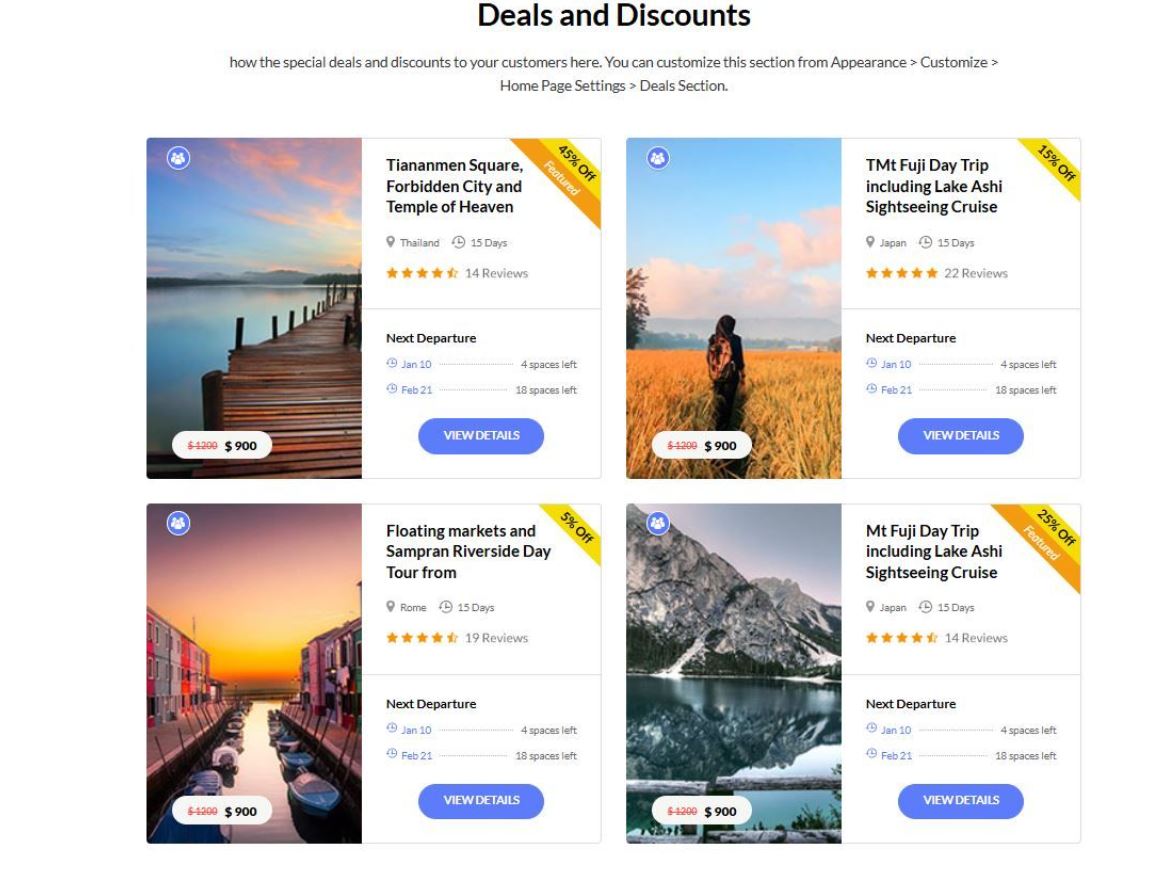 Deals and Discounts
how the special deals and discounts to your customers here. You can customize this section from Appearance > Customize >
Home Page Settings > Deals Section.
45% Off
Featured
Tiananmen Square,
Forbidden City and
Temple of Heaven
Thailand 15 Days
14 Reviews
Next Departure
Jan 10 4 spaces left
Feb 21 18 spaces left
$ 1200 $ 900
VIEW DETAILS
15% Off
TMt Fuji Day Trip
including Lake Ashi
Sightseeing Cruise
Japan 15 Days
22 Reviews
Next Departure
Jan 10 4 spaces left
Feb 21 18 spaces left
$ 1200 $ 900
VIEW DETAILS
5% Off
Floating markets and
Sampran Riverside Day
Tour from
Rome 15 Days
19 Reviews
Next Departure
Jan 10 4 spaces left
Feb 21 18 spaces left
$ 1200 $ 900
VIEW DETAILS
25% Off
Featured
Mt Fuji Day Trip
including Lake Ashi
Sightseeing Cruise
Japan 15 Days
14 Reviews
Next Departure
Jan 10 4 spaces left
Feb 21 18 spaces left
$ 1200 $ 900
VIEW DETAILS